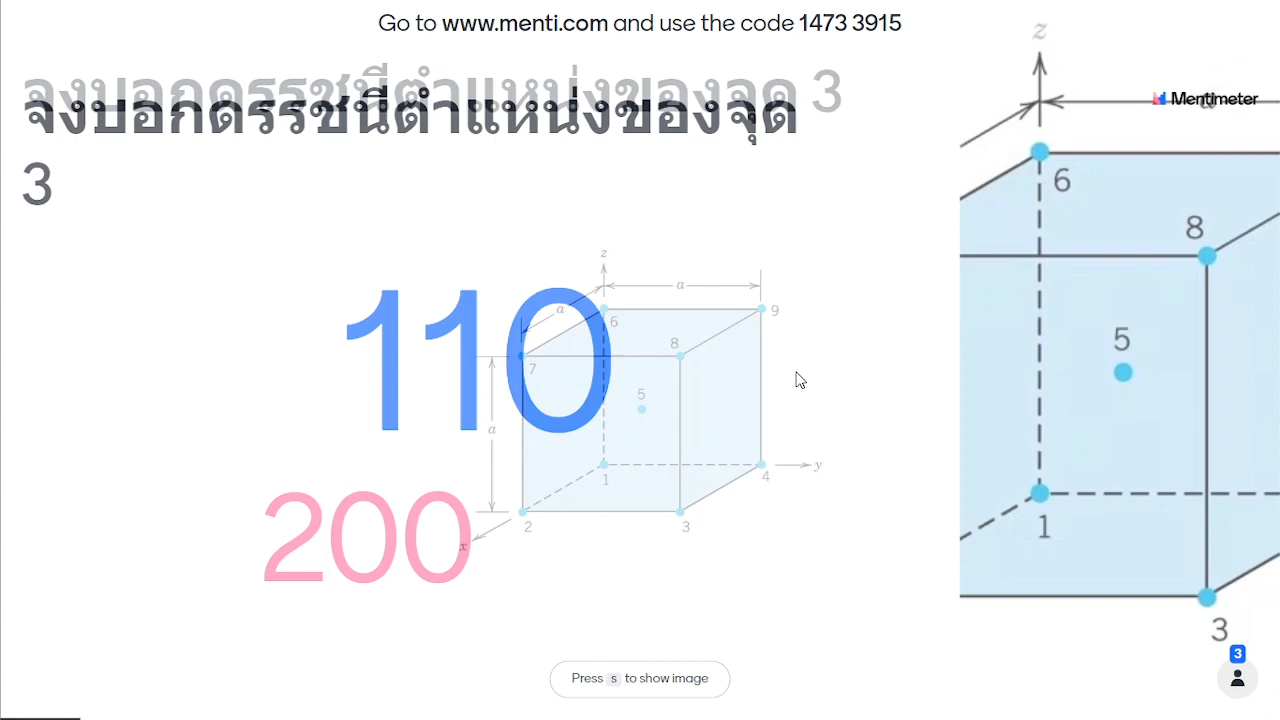 Go to www.menti.com and use the code 1473 3915
จงบอกดรรชนีตำแหน่งของจุด 3
จงบอกดรรชนีตำแหน่งของจุด
3
Mentimeter
110
200
z
a
a
6
9
8
7
5
a
1
4
y
2
3
x
z
a
6
8
5
1
3
Press s to show image
3